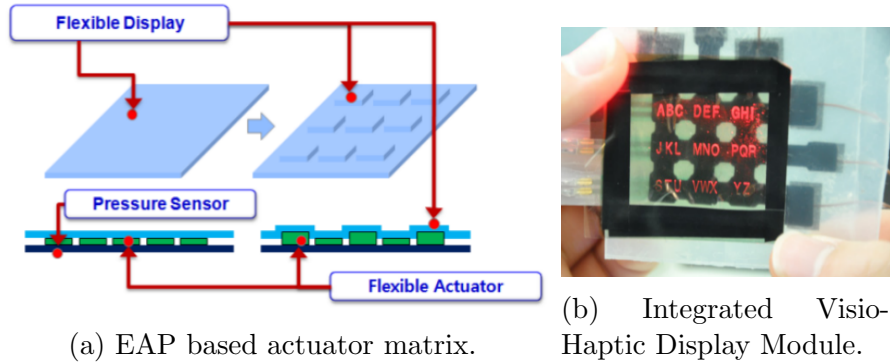 Flexible Display
Pressure Sensor
Flexible Actuator
(a) EAP based actuator matrix.
ABC DEF GHI
JKL MNO PQR
STU VWX YZ
(b) Integrated Visio-
Haptic Display Module.